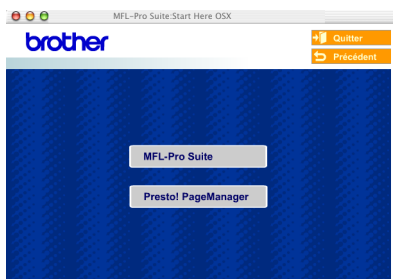 MFL-Pro Suite:Start Here OSX
brother
Quitter
Précédent
MFL-Pro Suite
Presto! PageManager